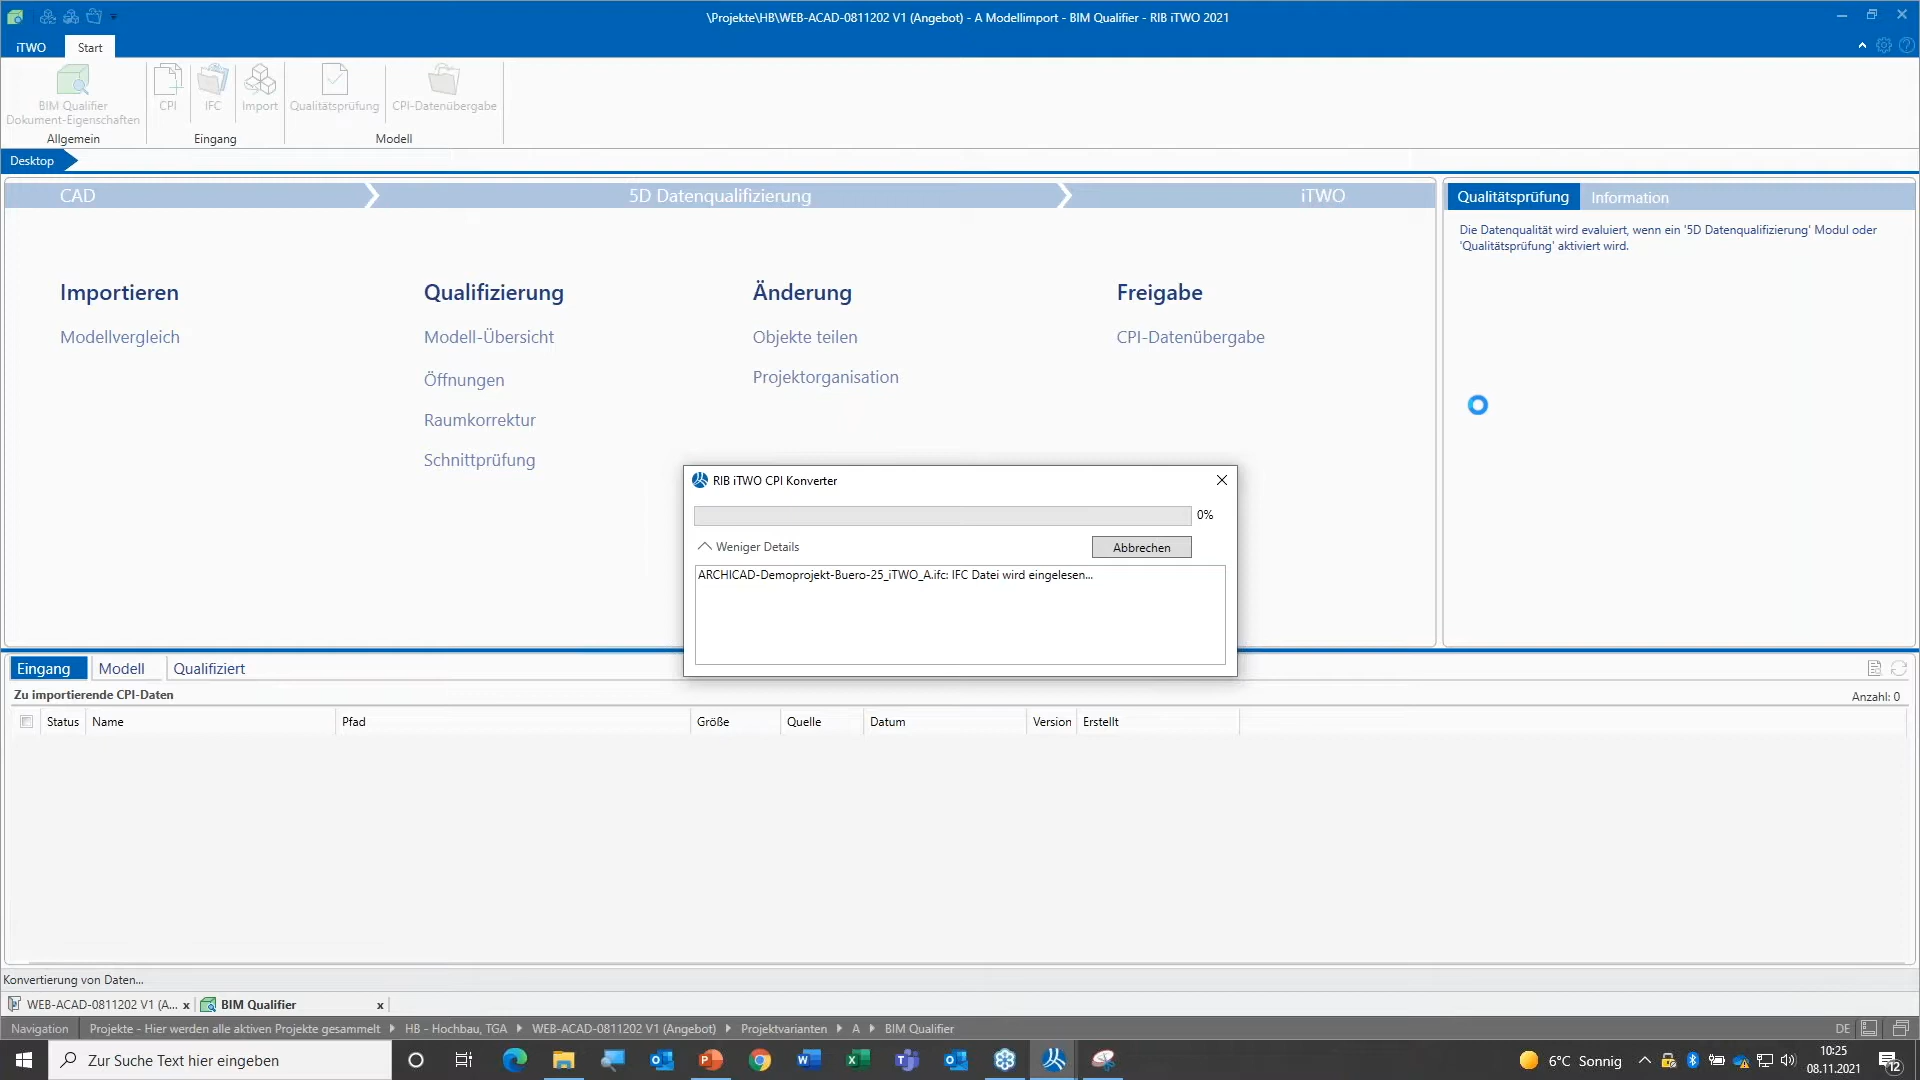 \Projekte\HB\WEB-ACAD-0811202 V1 (Angebot) - A Modellimport - BIM Qualifier - RIB iTWO 2021
iTWO
Start
BIM Qualifier
Dokument-Eigenschaften
CPI
IFC
Import
Qualitätsprüfung
CPI-Datenübergabe
Allgemein
Eingang
Modell
Desktop
CAD
5D Datenqualifizierung
iTWO
Importieren
Modellvergleich
Qualifizierung
Modell-Übersicht
Öffnungen
Raumkorrektur
Schnittprüfung
Änderung
Objekte teilen
Projektorganisation
Freigabe
CPI-Datenübergabe
Qualitätsprüfung
Information
Die Datenqualität wird evaluiert, wenn ein '5D Datenqualifizierung' Modul oder
'Qualitätsprüfung' aktiviert wird.
RIB iTWO CPI Konverter
0%
Weniger Details
Abbrechen
ARCHICAD-Demoprojekt-Buero-25_iTWO_A.ifc: IFC Datei wird eingelesen...
Eingang
Modell
Qualifiziert
Zu importierende CPI-Daten
Anzahl: 0
Status
Name
Pfad
Größe
Quelle
Datum
Version
Erstellt
Konvertierung von Daten...
WEB-ACAD-0811202 V1 (A... x
BIM Qualifier x
Navigation
Projekte - Hier werden alle aktiven Projekte gesammelt
HB - Hochbau, TGA
WEB-ACAD-0811202 V1 (Angebot)
Projektvarianten
A
BIM Qualifier
DE
Zur Suche Text hier eingeben
6°C Sonnig
10:25
08.11.2021
12